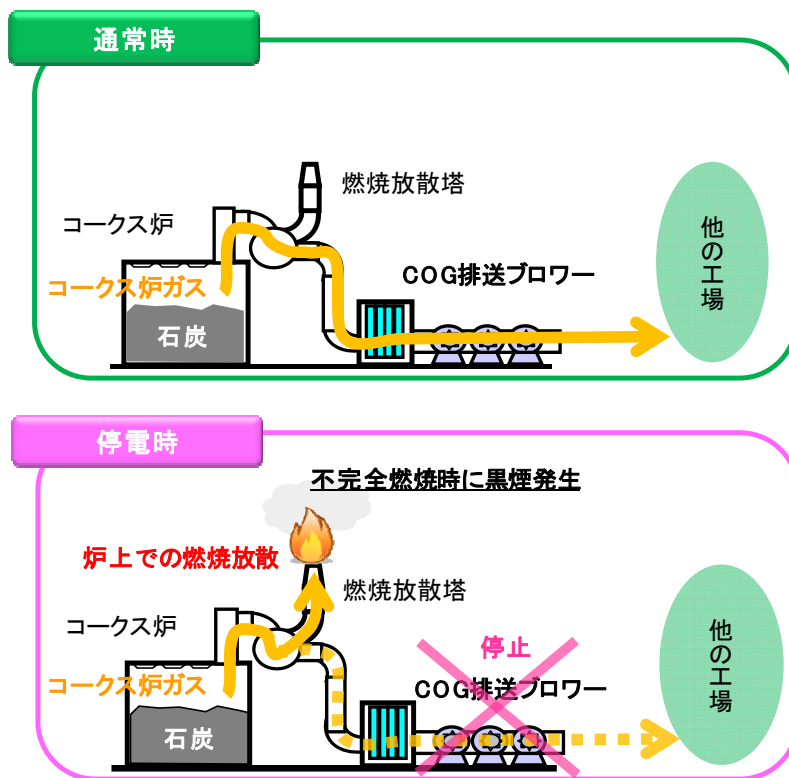 通常時
燃焼放散塔
コークス炉
コークス炉ガス
COG排送ブロワー
石炭
他の工場
停電時
不完全燃焼時に黒煙発生
炉上での燃焼放散
燃焼放散塔
コークス炉
停止
コークス炉ガス
COG排送ブロワー
石炭
他の工場